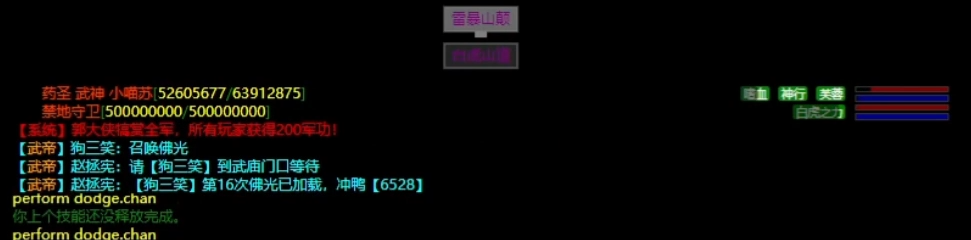 雷暴山巅
药圣 武神 小喵苏[52605677/63912875]
嗜血 神行 芙蓉
禁地守卫[500000000/500000000]
白虎之力
【系统】郭大侠犒赏全军，所有玩家获得200军功！
【武帝】狗三笑：召唤佛光
【武帝】赵拯宪：请【狗三笑】到武庙门口等待
【武帝】赵拯宪：【狗三笑】第16次佛光已加载，冲鸭【6528】
perform dodge.chan
你上个技能还没释放完成。
perform dodge.chan